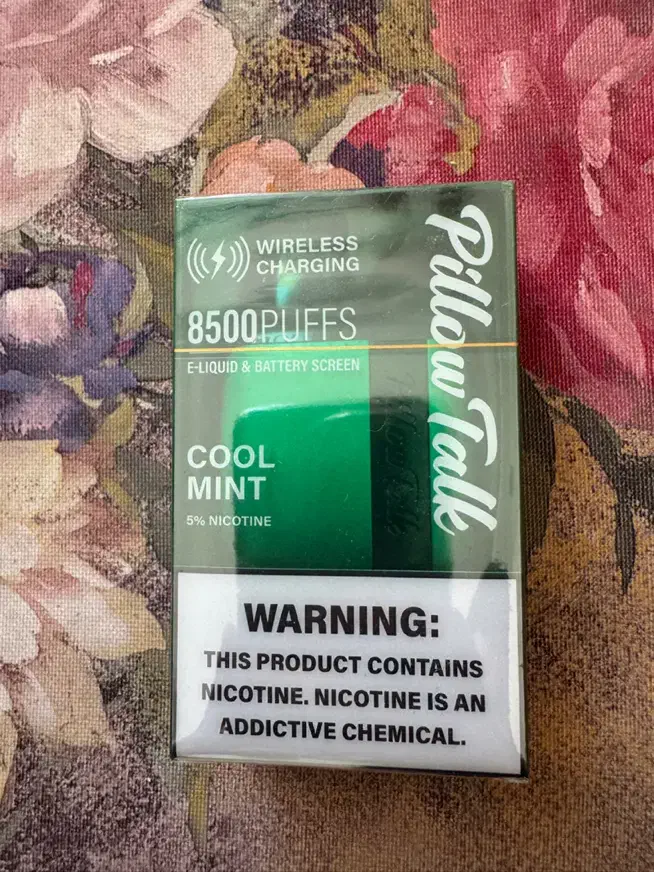 WIRELESS
CHARGING
8500PUFFS
E-LIQUID & BATTERY SCREEN
COOL
MINT
5% NICOTINE
Pillow Talk
WARNING:
THIS PRODUCT CONTAINS
NICOTINE. NICOTINE IS AN
ADDICTIVE CHEMICAL.